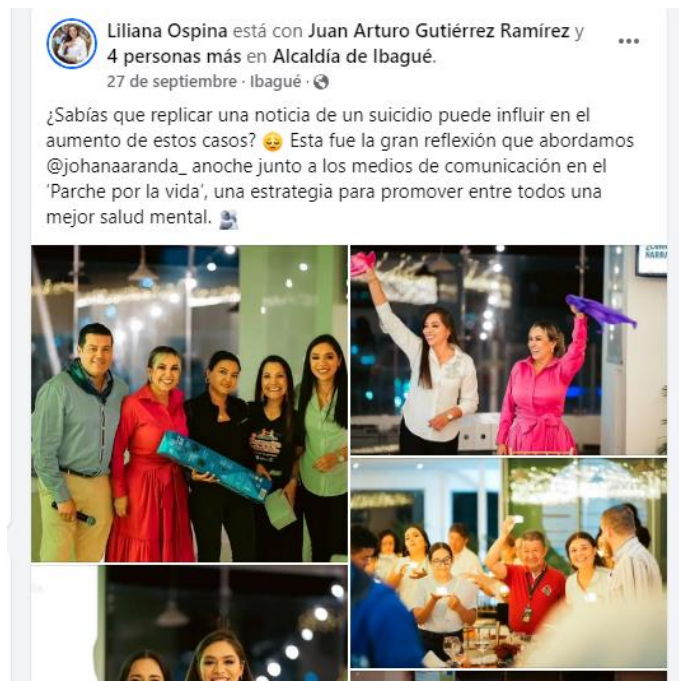 Liliana Ospina está con Juan Arturo Gutiérrez Ramírez y
4 personas más en Alcaldía de Ibagué.
27 de septiembre · Ibagué ·
¿Sabías que replicar una noticia de un suicidio puede influir en el
aumento de estos casos? 😔 Esta fue la gran reflexión que abordamos
@johanaaranda_ anoche junto a los medios de comunicación en el
'Parche por la vida', una estrategia para promover entre todos una
mejor salud mental. 🫂